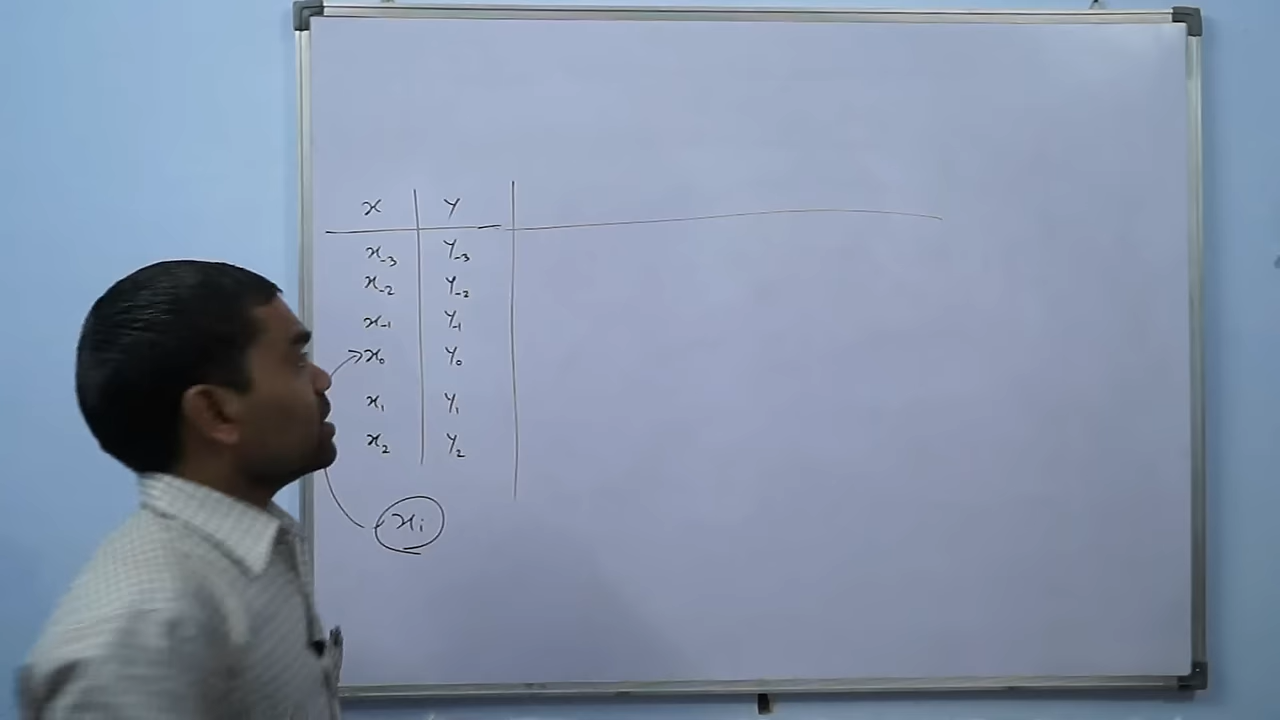 x y
x₋₃ y₋₃
x₋₂ y₋₂
x₋₁ y₋₁
x₀ y₀
x₁ y₁
x₂ y₂
xᵢ